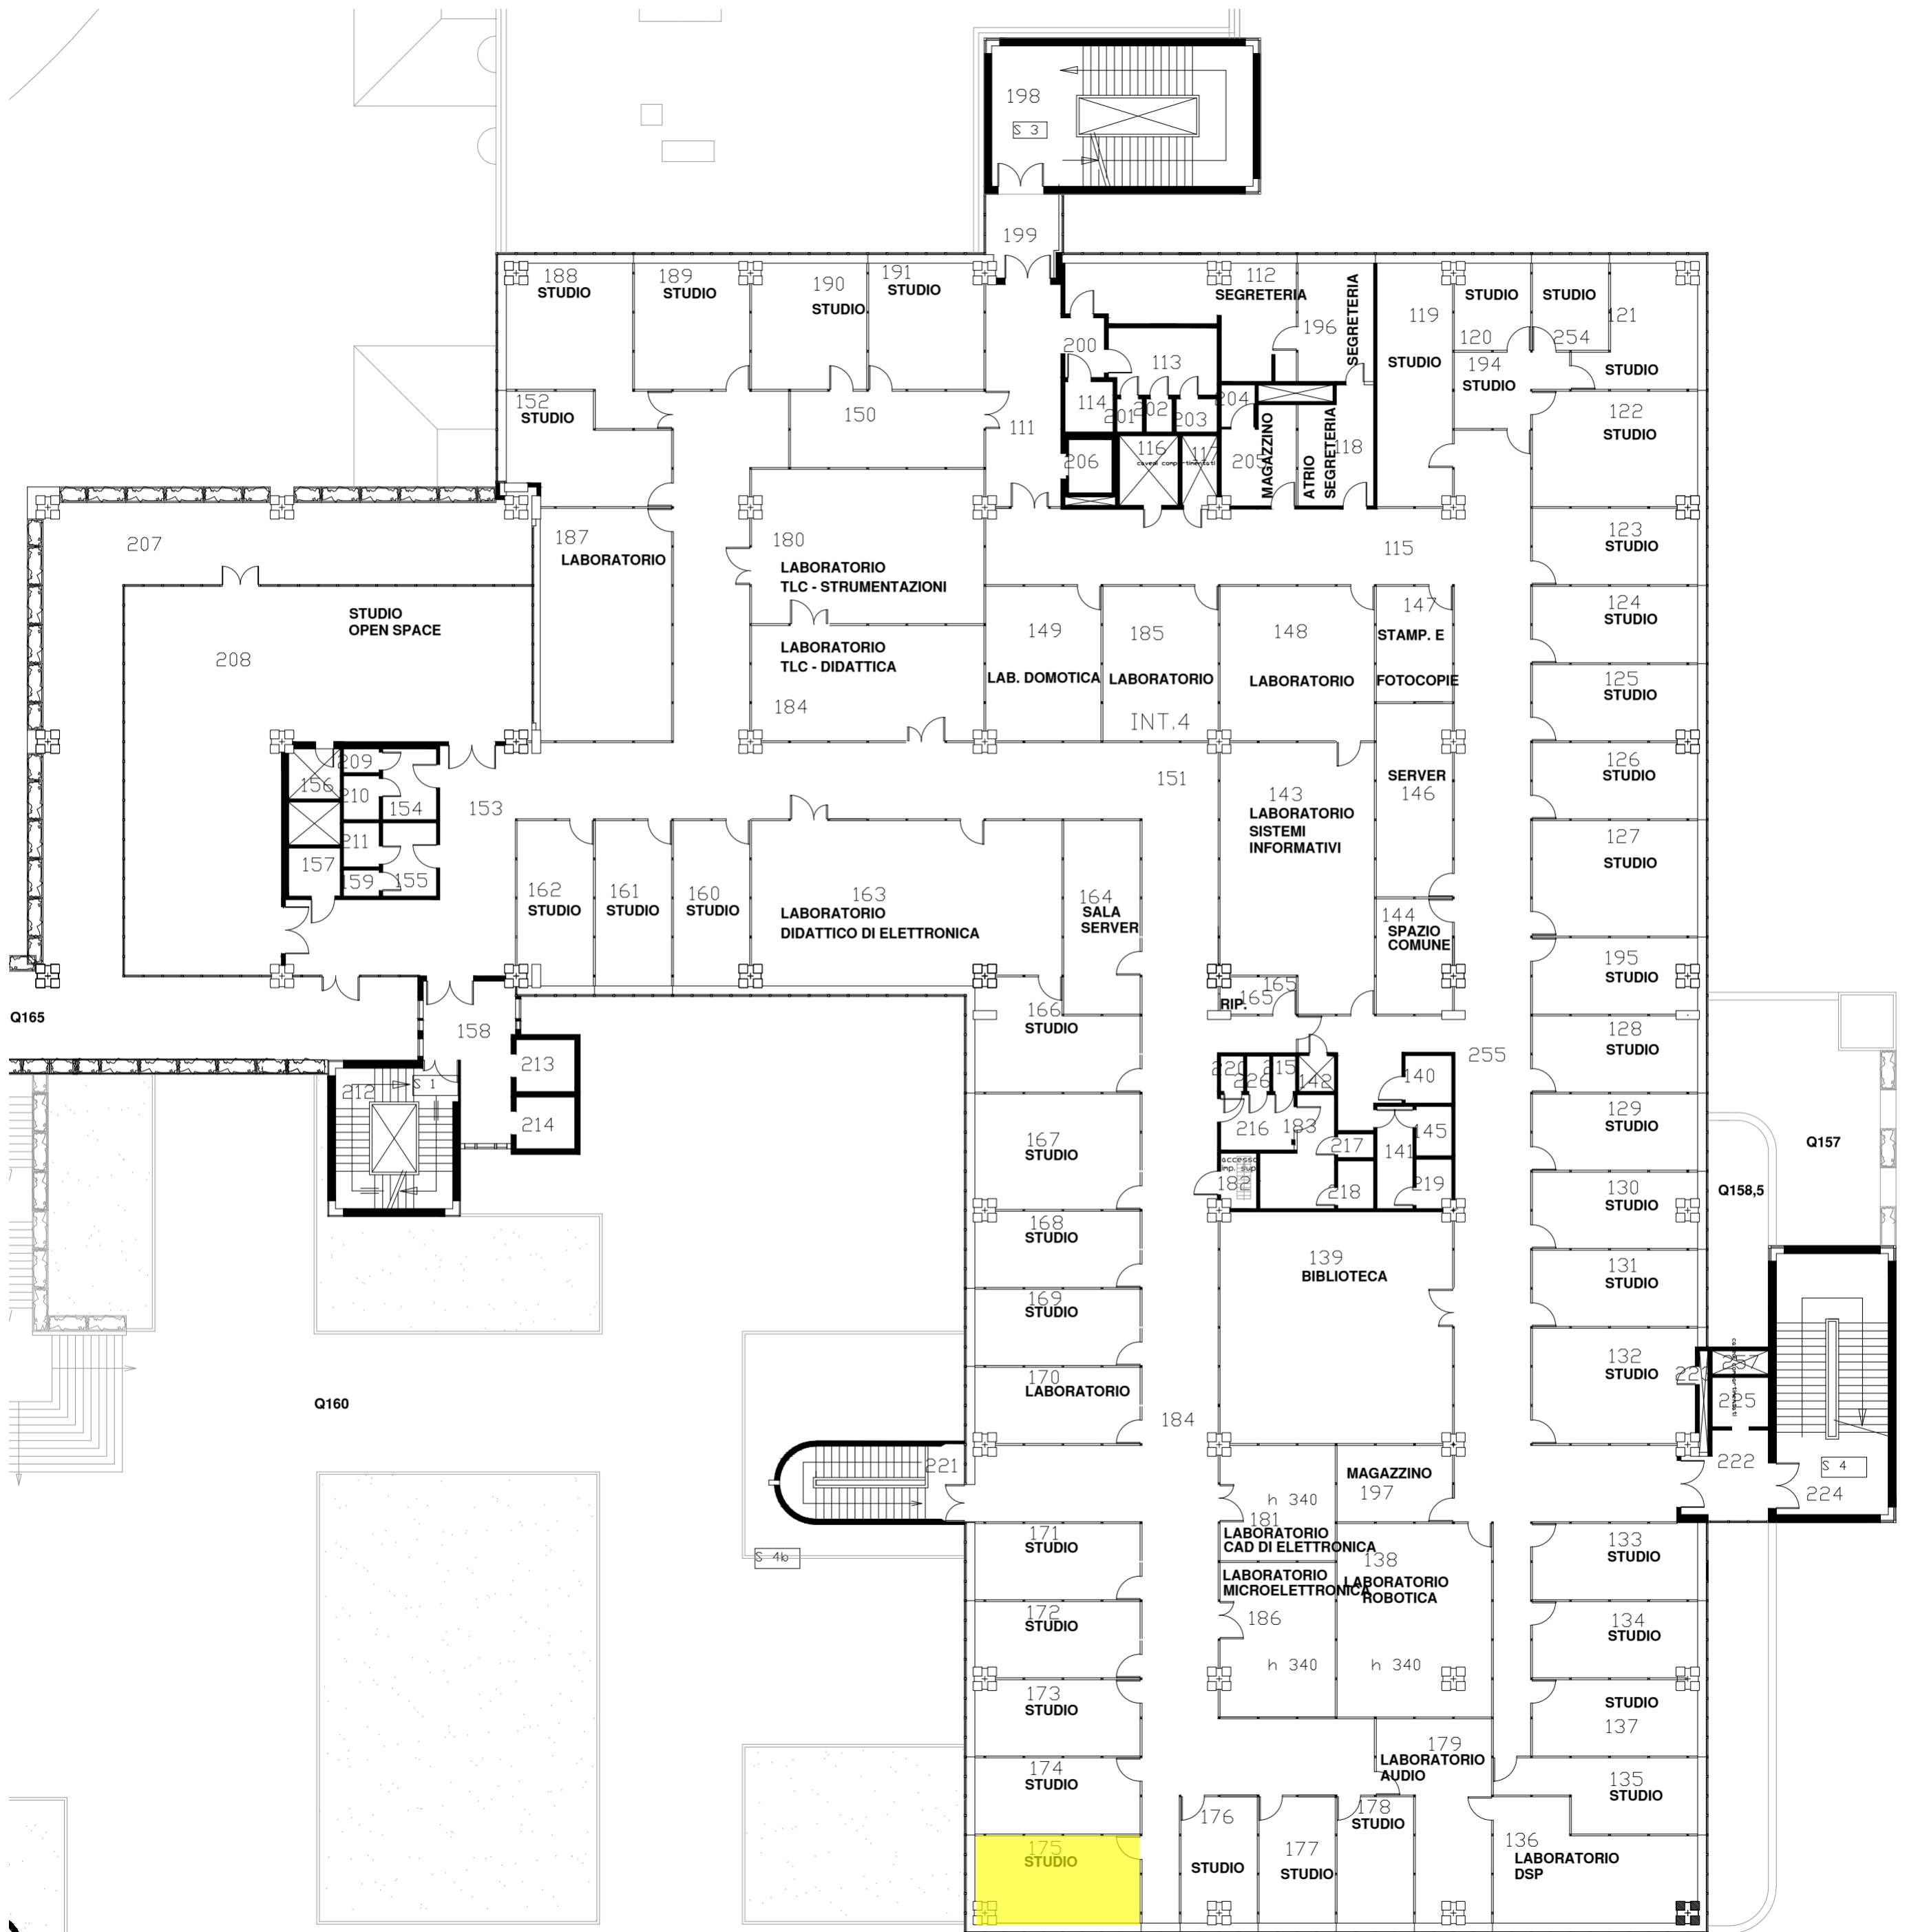 198
S 3
199
188
STUDIO
189
STUDIO
190
STUDIO
191
STUDIO
112
SEGRETERIA
196
SEGRETERIA
119
STUDIO
STUDIO
120
STUDIO
254
121
STUDIO
194
STUDIO
200
113
114
201
202
203
204
152
STUDIO
150
111
206
116
117
205
MAGAZZINO
ATRIO
SEGRETERIA
118
122
STUDIO
207
187
LABORATORIO
180
LABORATORIO
TLC - STRUMENTAZIONI
115
123
STUDIO
STUDIO
OPEN SPACE
208
LABORATORIO
TLC - DIDATTICA
184
149
LAB. DOMOTICA
185
LABORATORIO
INT.4
148
LABORATORIO
147
STAMP. E
FOTOCOPIE
124
STUDIO
125
STUDIO
156
209
210
154
153
211
157
159
155
151
143
LABORATORIO
SISTEMI
INFORMATIVI
SERVER
146
126
STUDIO
127
STUDIO
162
STUDIO
161
STUDIO
160
STUDIO
163
LABORATORIO
DIDATTICO DI ELETTRONICA
164
SALA
SERVER
144
SPAZIO
COMUNE
195
STUDIO
Q165
158
213
214
212
S 1
166
STUDIO
165
RIP.
165
255
128
STUDIO
220
226
215
142
140
216
183
217
141
145
182
accesso
218
219
167
STUDIO
129
STUDIO
Q157
130
STUDIO
Q158,5
168
STUDIO
139
BIBLIOTECA
131
STUDIO
169
STUDIO
132
STUDIO
225
170
LABORATORIO
Q160
184
221
222
S 4
224
MAGAZZINO
197
h 340
181
LABORATORIO
CAD DI ELETTRONICA
S 4b
171
STUDIO
LABORATORIO
MICROELETTRONICA
138
LABORATORIO
ROBOTICA
133
STUDIO
172
STUDIO
186
134
STUDIO
h 340
h 340
173
STUDIO
STUDIO
137
174
STUDIO
179
LABORATORIO
AUDIO
135
STUDIO
175
STUDIO
176
STUDIO
177
STUDIO
178
STUDIO
136
LABORATORIO
DSP